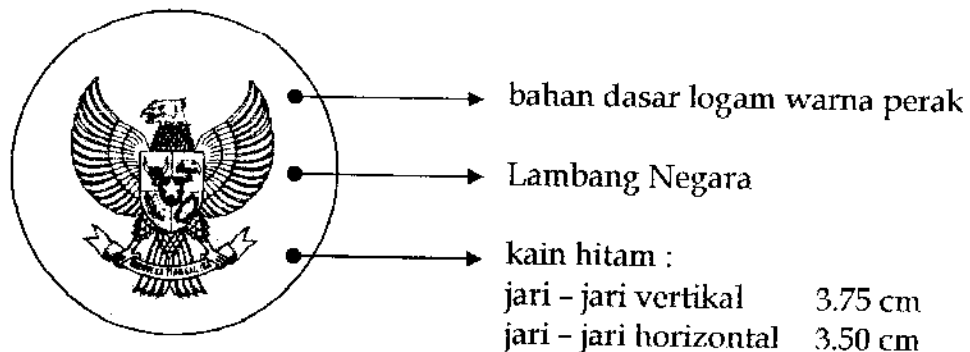 bahan dasar logam warna perak
Lambang Negara
kain hitam :
jari – jari vertikal 3.75 cm
jari – jari horizontal 3.50 cm